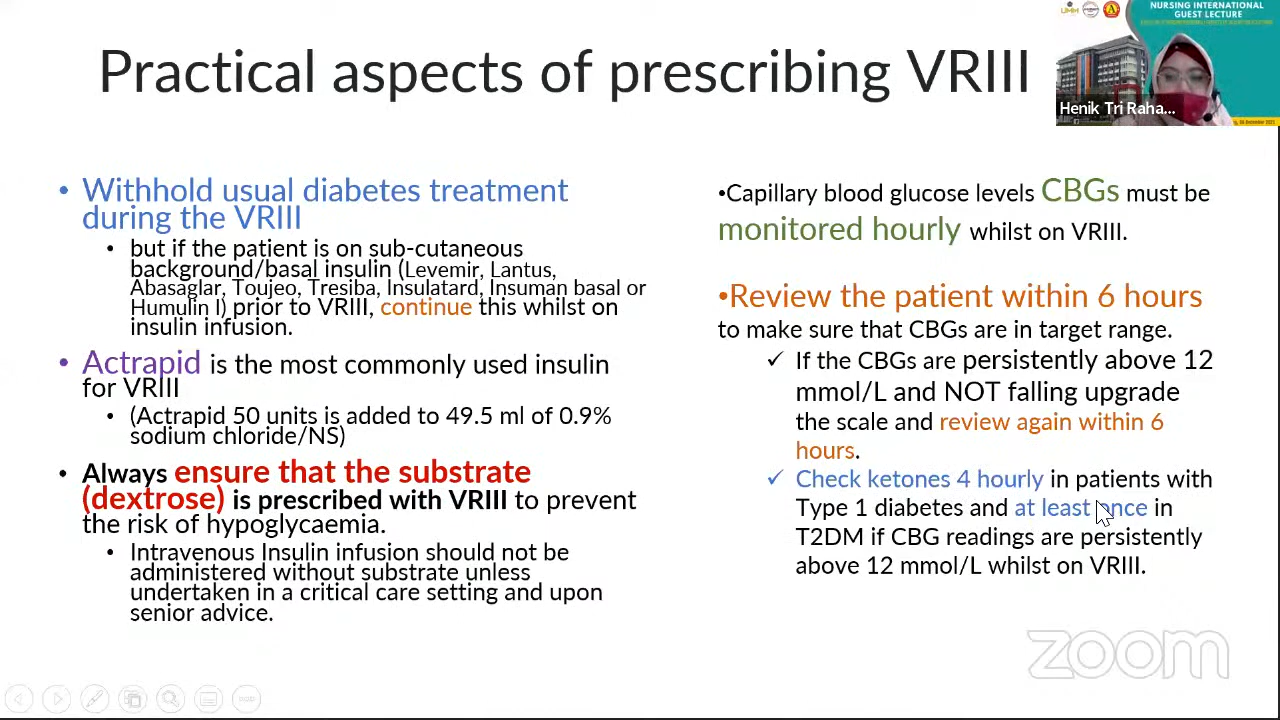 Practical aspects of prescribing VRIII
NURSING INTERNATIONAL
GUEST LECTURE
UMM
Henik Tri Raha...
• Withhold usual diabetes treatment
during the VRIII
• but if the patient is on sub-cutaneous
background/basal insulin (Levemir, Lantus,
Abasaglar, Toujeo, Tresiba, Insulatard, Insuman basal or
Humulin I) prior to VRIII, continue this whilst on
insulin infusion.
• Actrapid is the most commonly used insulin
for VRIII
• (Actrapid 50 units is added to 49.5 ml of 0.9%
sodium chloride/NS)
• Always ensure that the substrate
(dextrose) is prescribed with VRIII to prevent
the risk of hypoglycaemia.
• Intravenous Insulin infusion should not be
administered without substrate unless
undertaken in a critical care setting and upon
senior advice.
•Capillary blood glucose levels CBGs must be
monitored hourly whilst on VRIII.
•Review the patient within 6 hours
to make sure that CBGs are in target range.
✓ If the CBGs are persistently above 12
mmol/L and NOT falling upgrade
the scale and review again within 6
hours.
✓ Check ketones 4 hourly in patients with
Type 1 diabetes and at least once in
T2DM if CBG readings are persistently
above 12 mmol/L whilst on VRIII.
zoom